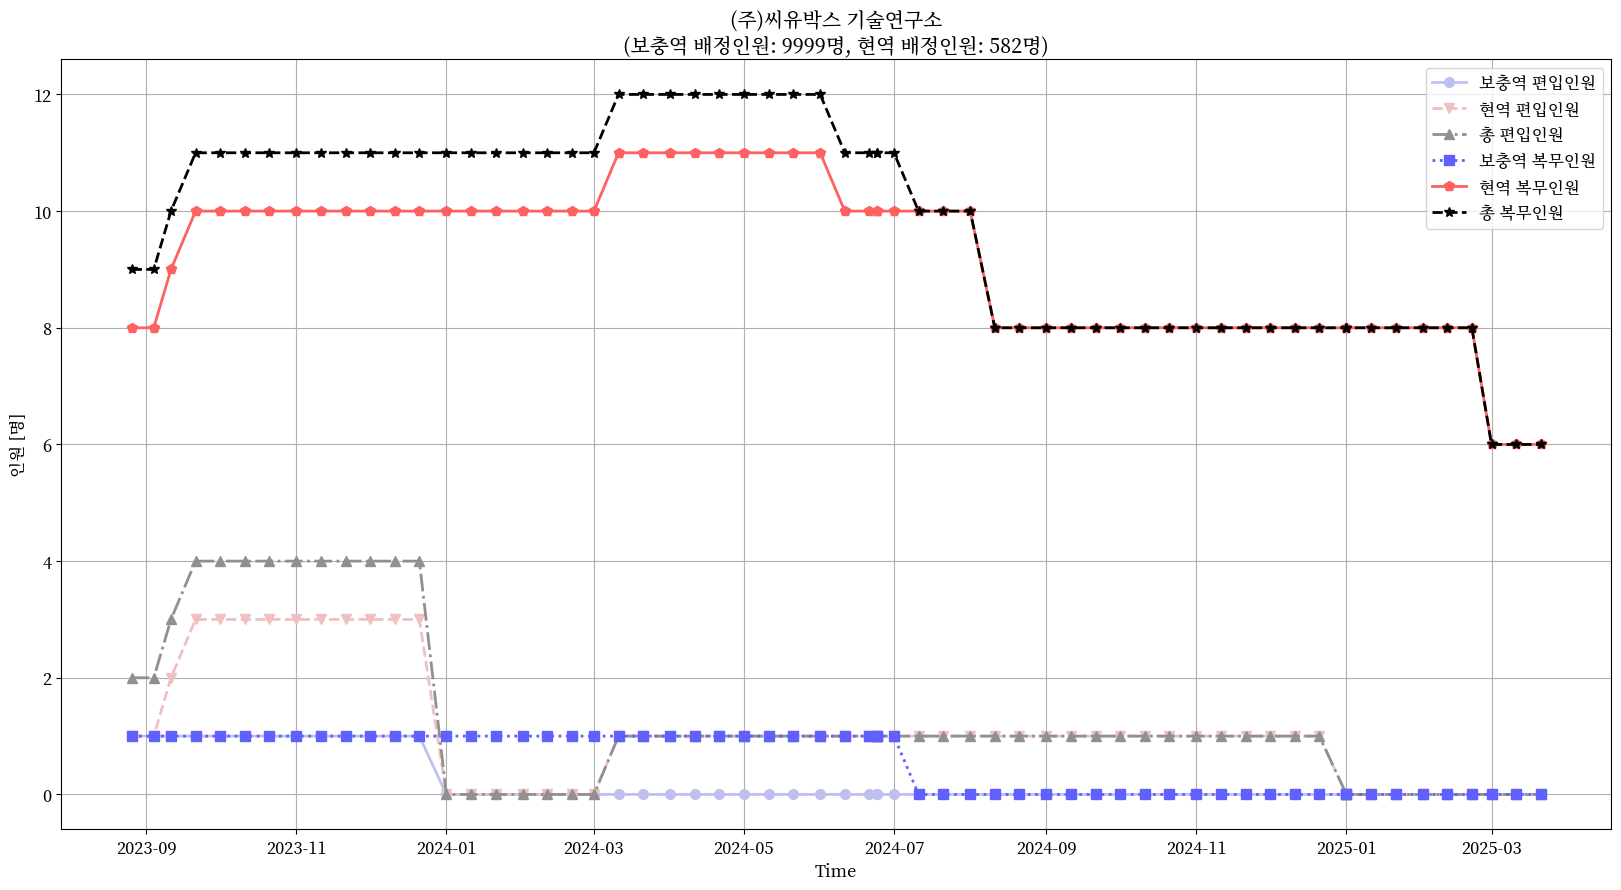 (주)씨유박스 기술연구소
(보충역 배정인원: 9999명, 현역 배정인원: 582명)
보충역 편입인원
현역 편입인원
총 편입인원
보충역 복무인원
현역 복무인원
총 복무인원
12
10
8
6
4
2
0
인원 [명]
2023-09
2023-11
2024-01
2024-03
2024-05
2024-07
2024-09
2024-11
2025-01
2025-03
Time